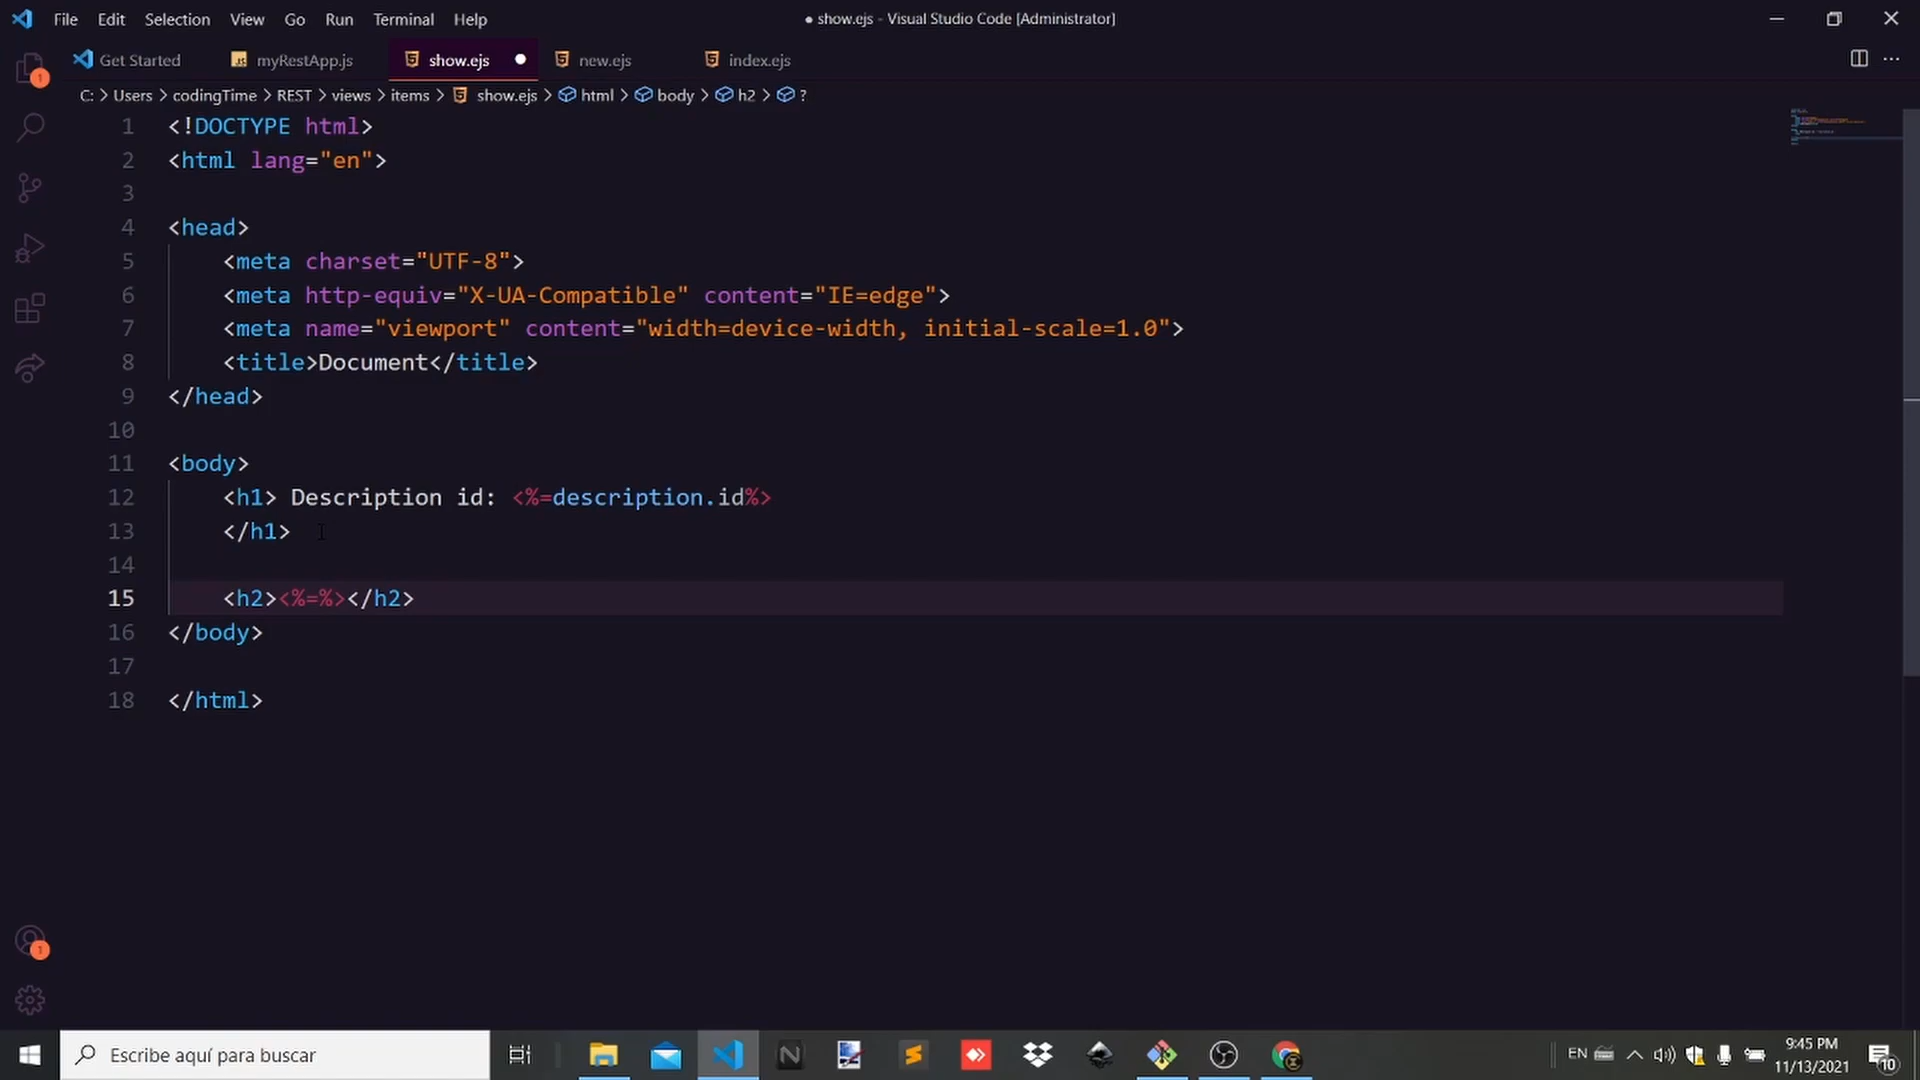 File Edit Selection View Go Run Terminal Help ● show.ejs - Visual Studio Code [Administrator]
Get Started myRestApp.js show.ejs new.ejs index.ejs
C: > Users > codingTime > REST > views > items > show.ejs > html > body > h2 > ?
1 <!DOCTYPE html>
2 <html lang="en">
3
4 <head>
5 <meta charset="UTF-8">
6 <meta http-equiv="X-UA-Compatible" content="IE=edge">
7 <meta name="viewport" content="width=device-width, initial-scale=1.0">
8 <title>Document</title>
9 </head>
10
11 <body>
12 <h1> Description id: <%=description.id%>
13 </h1>
14
15 <h2><%=%></h2>
16 </body>
17
18 </html>
1
1
Escribe aquí para buscar
EN
9:45 PM
11/13/2021
10